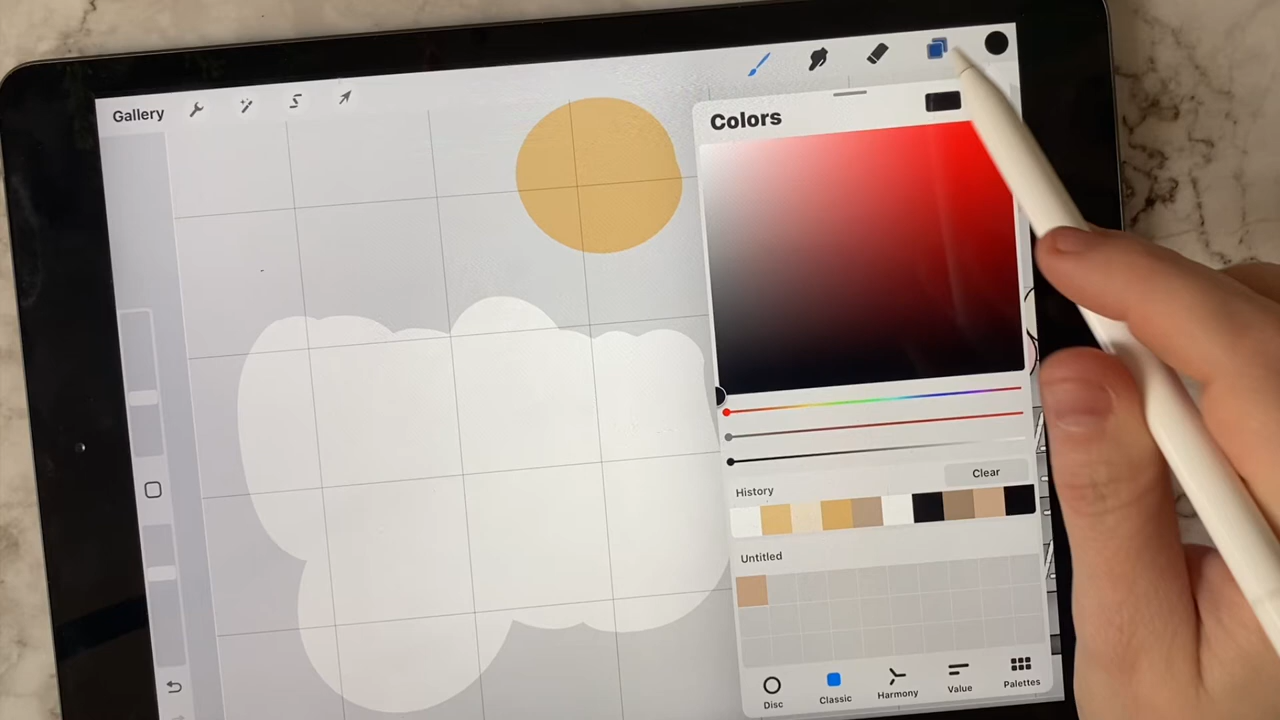 Gallery
Colors
Clear
History
Untitled
Disc
Classic
Harmony
Value
Palettes